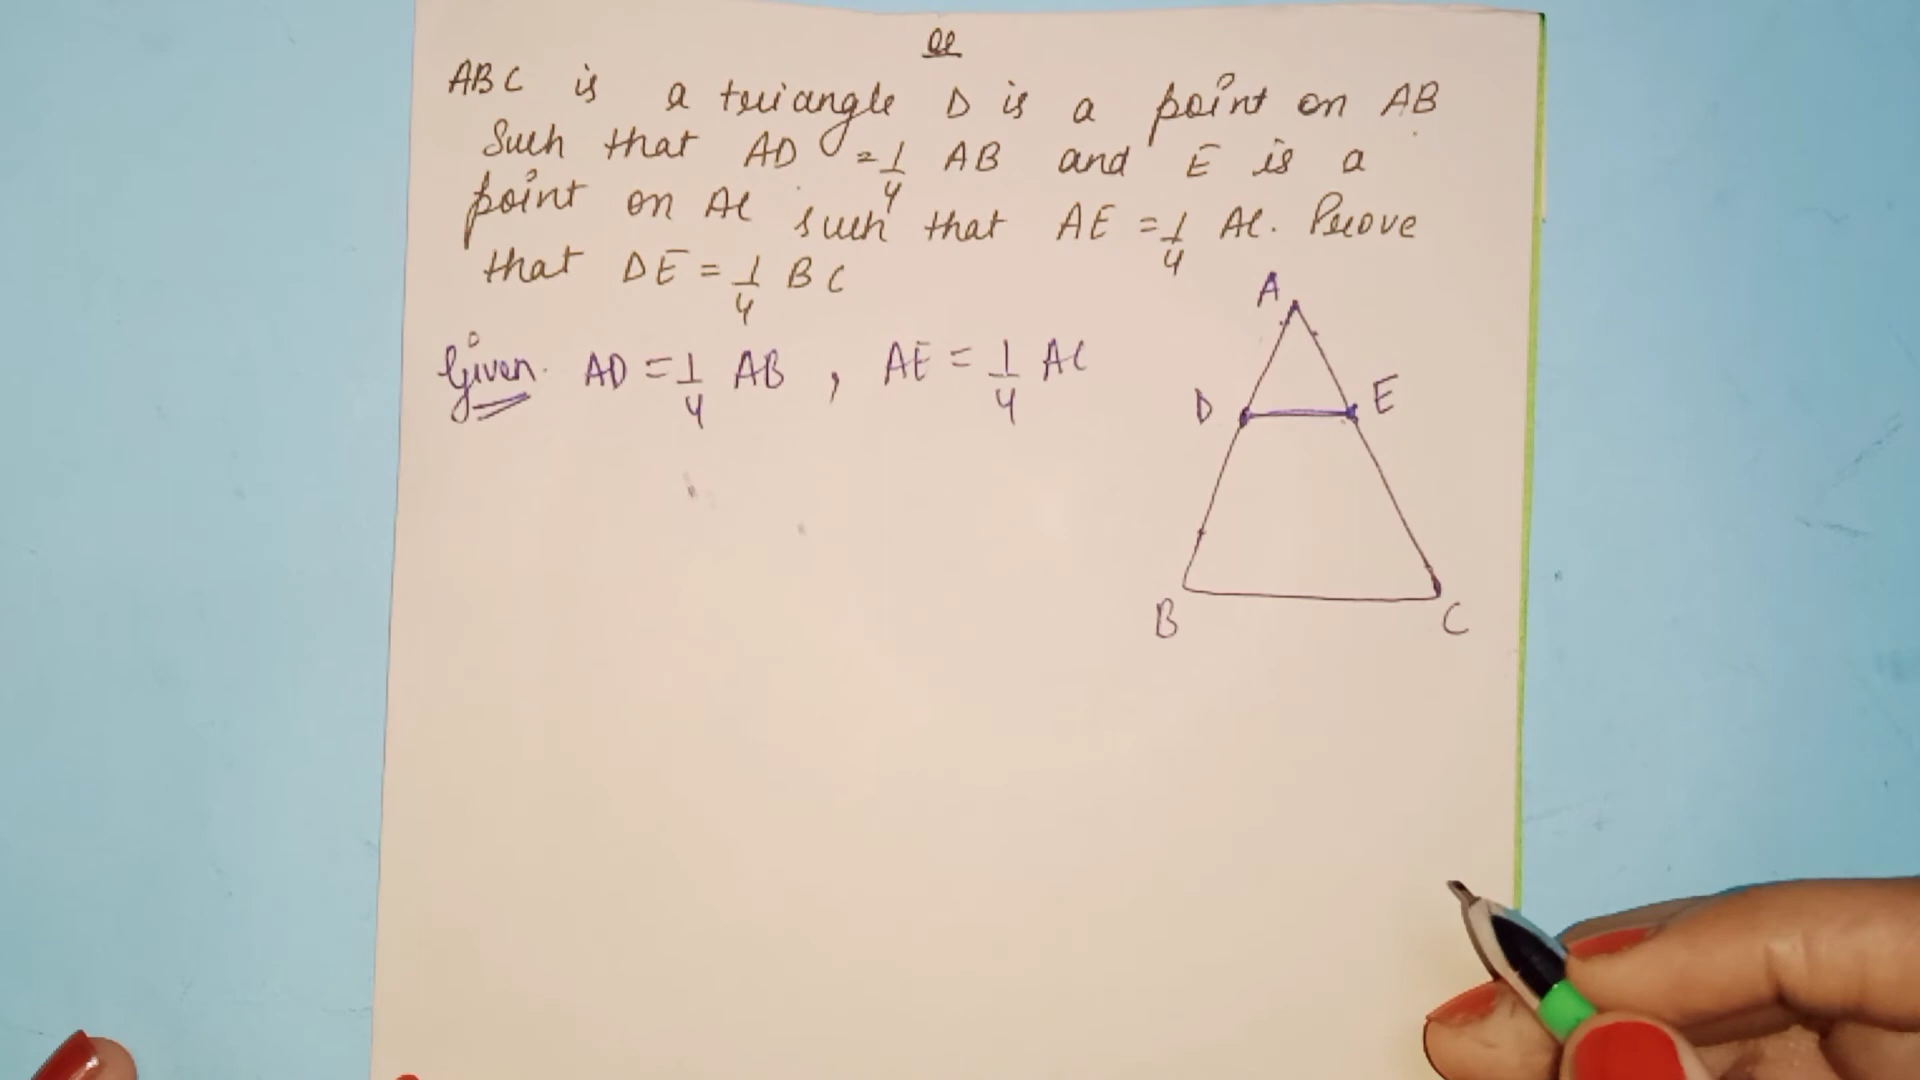 Q1
ABC is a triangle D is a point on AB
Such that AD = 1/4 AB and E is a
point on AC such that AE = 1/4 AC. Prove
that DE = 1/4 BC
Given. AD = 1/4 AB , AE = 1/4 AC
A
D E
B C